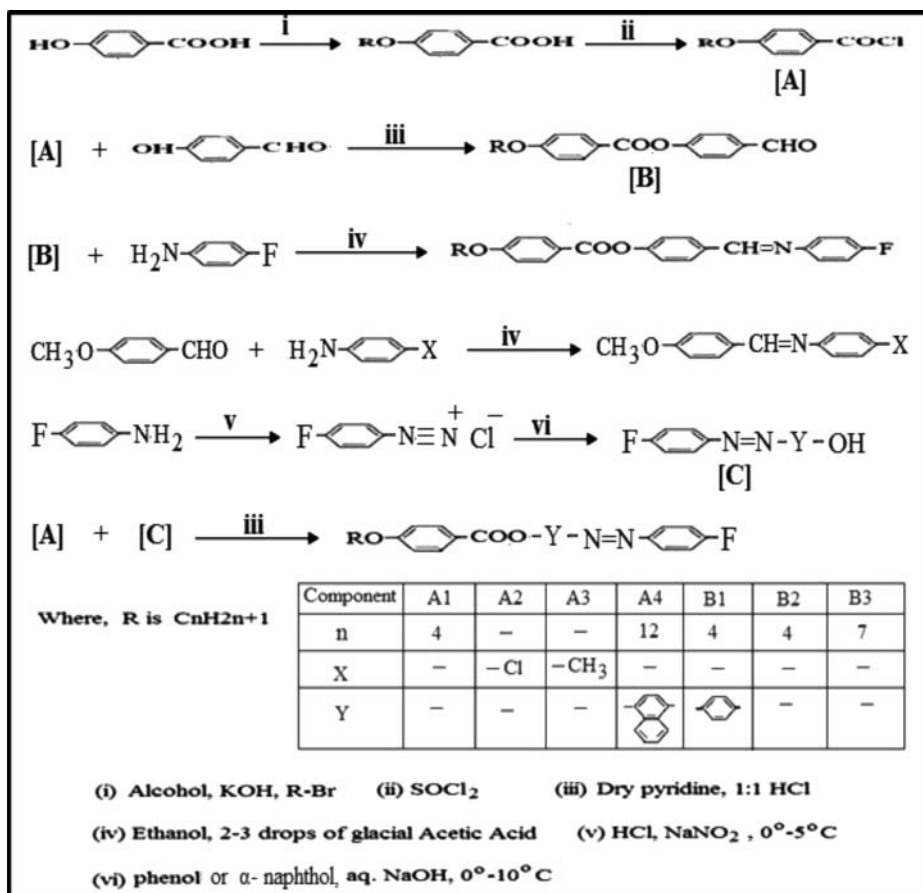 HO-COOH i RO-COOH ii RO-COCl
[A]
[A] + OH-CHO iii RO-COO-CHO
[B]
[B] + H2N-F iv RO-COO-CH=N-F
CH3O-CHO + H2N-X iv CH3O-CH=N-X
F-NH2 v F-N≡N + Cl − vi F-N=N-Y-OH
[C]
[A] + [C] iii RO-COO-Y-N=N-F
Where, R is CnH2n+1
Component A1 A2 A3 A4 B1 B2 B3
n 4 – – 12 4 4 7
X – –Cl –CH3 – – – –
Y – – – – –
(i) Alcohol, KOH, R-Br (ii) SOCl2 (iii) Dry pyridine, 1:1 HCl
(iv) Ethanol, 2-3 drops of glacial Acetic Acid (v) HCl, NaNO2 , 0°-5°C
(vi) phenol or α- naphthol, aq. NaOH, 0°-10°C